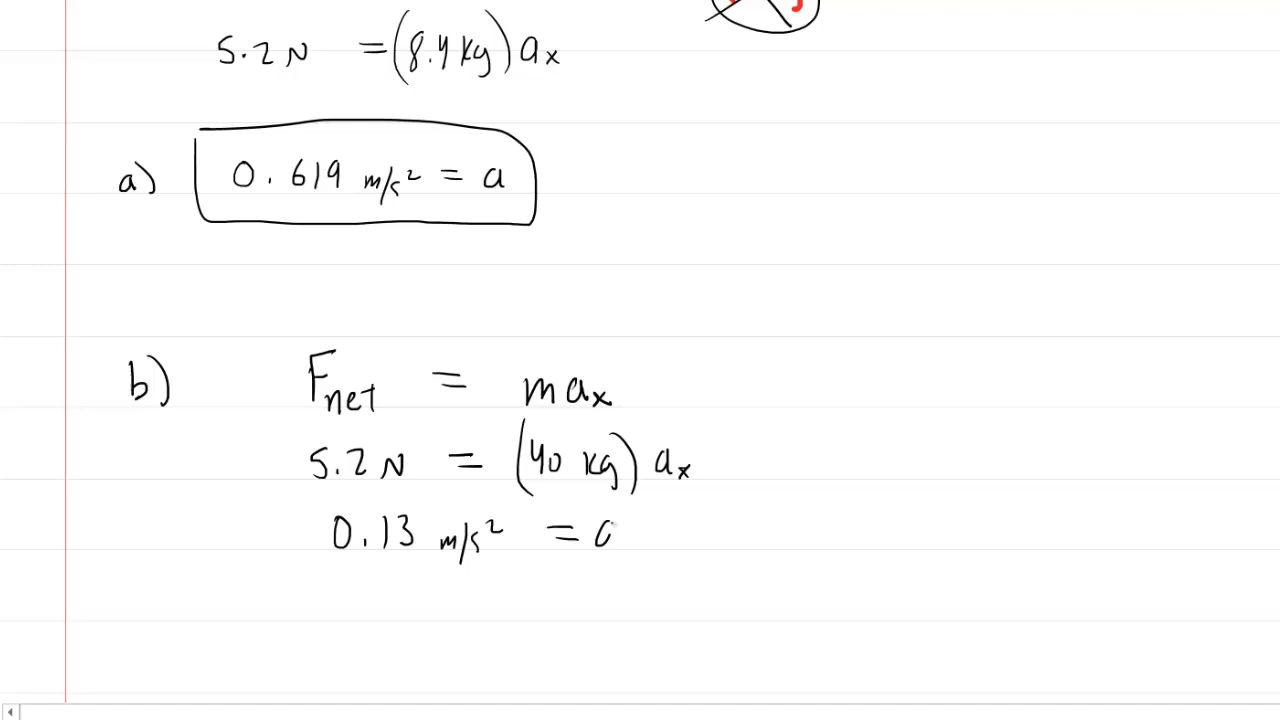 5.2 N = (8.4 kg) aₓ
a) 0.619 m/s² = a
b) Fnet = maₓ
5.2 N = (40 kg) aₓ
0.13 m/s² = a